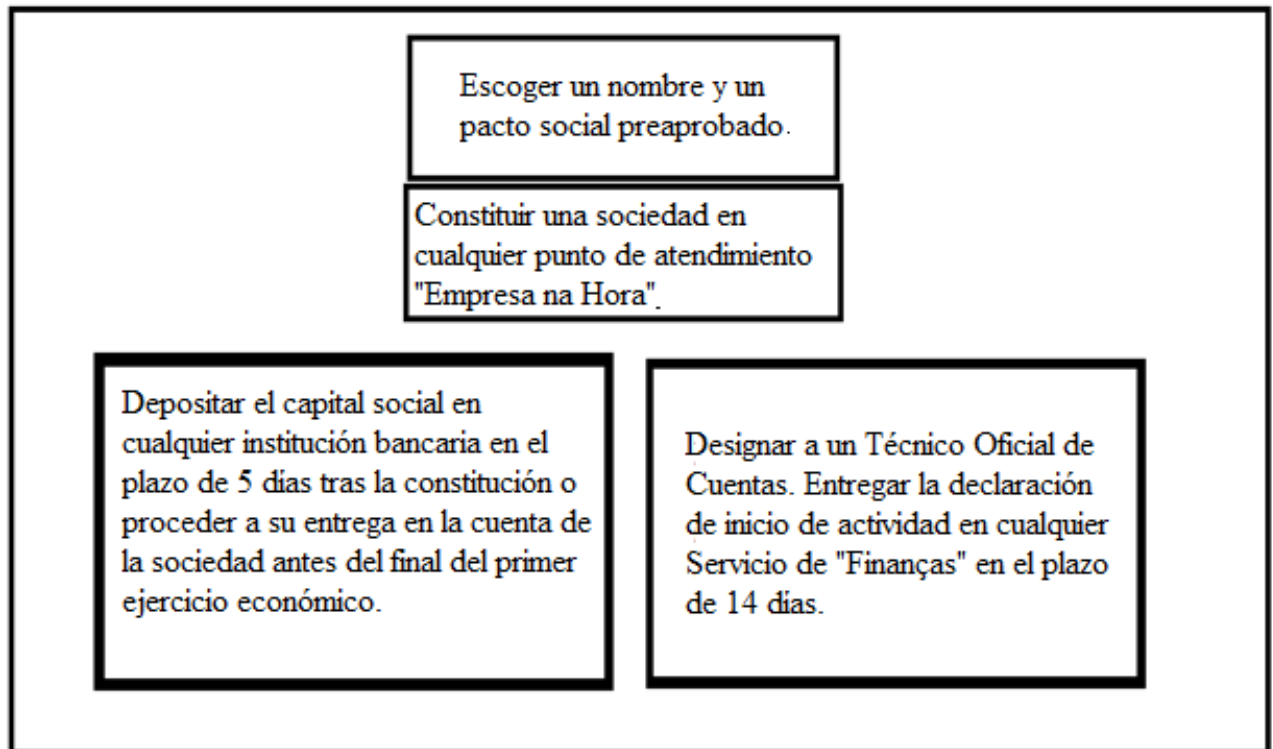 Escoger un nombre y un
pacto social preaprobado.
Constituir una sociedad en
cualquier punto de atendimiento
"Empresa na Hora".
Depositar el capital social en
cualquier institución bancaria en el
plazo de 5 días tras la constitución o
proceder a su entrega en la cuenta de
la sociedad antes del final del primer
ejercicio económico.
Designar a un Técnico Oficial de
Cuentas. Entregar la declaración
de inicio de actividad en cualquier
Servicio de "Finanças" en el plazo
de 14 días.